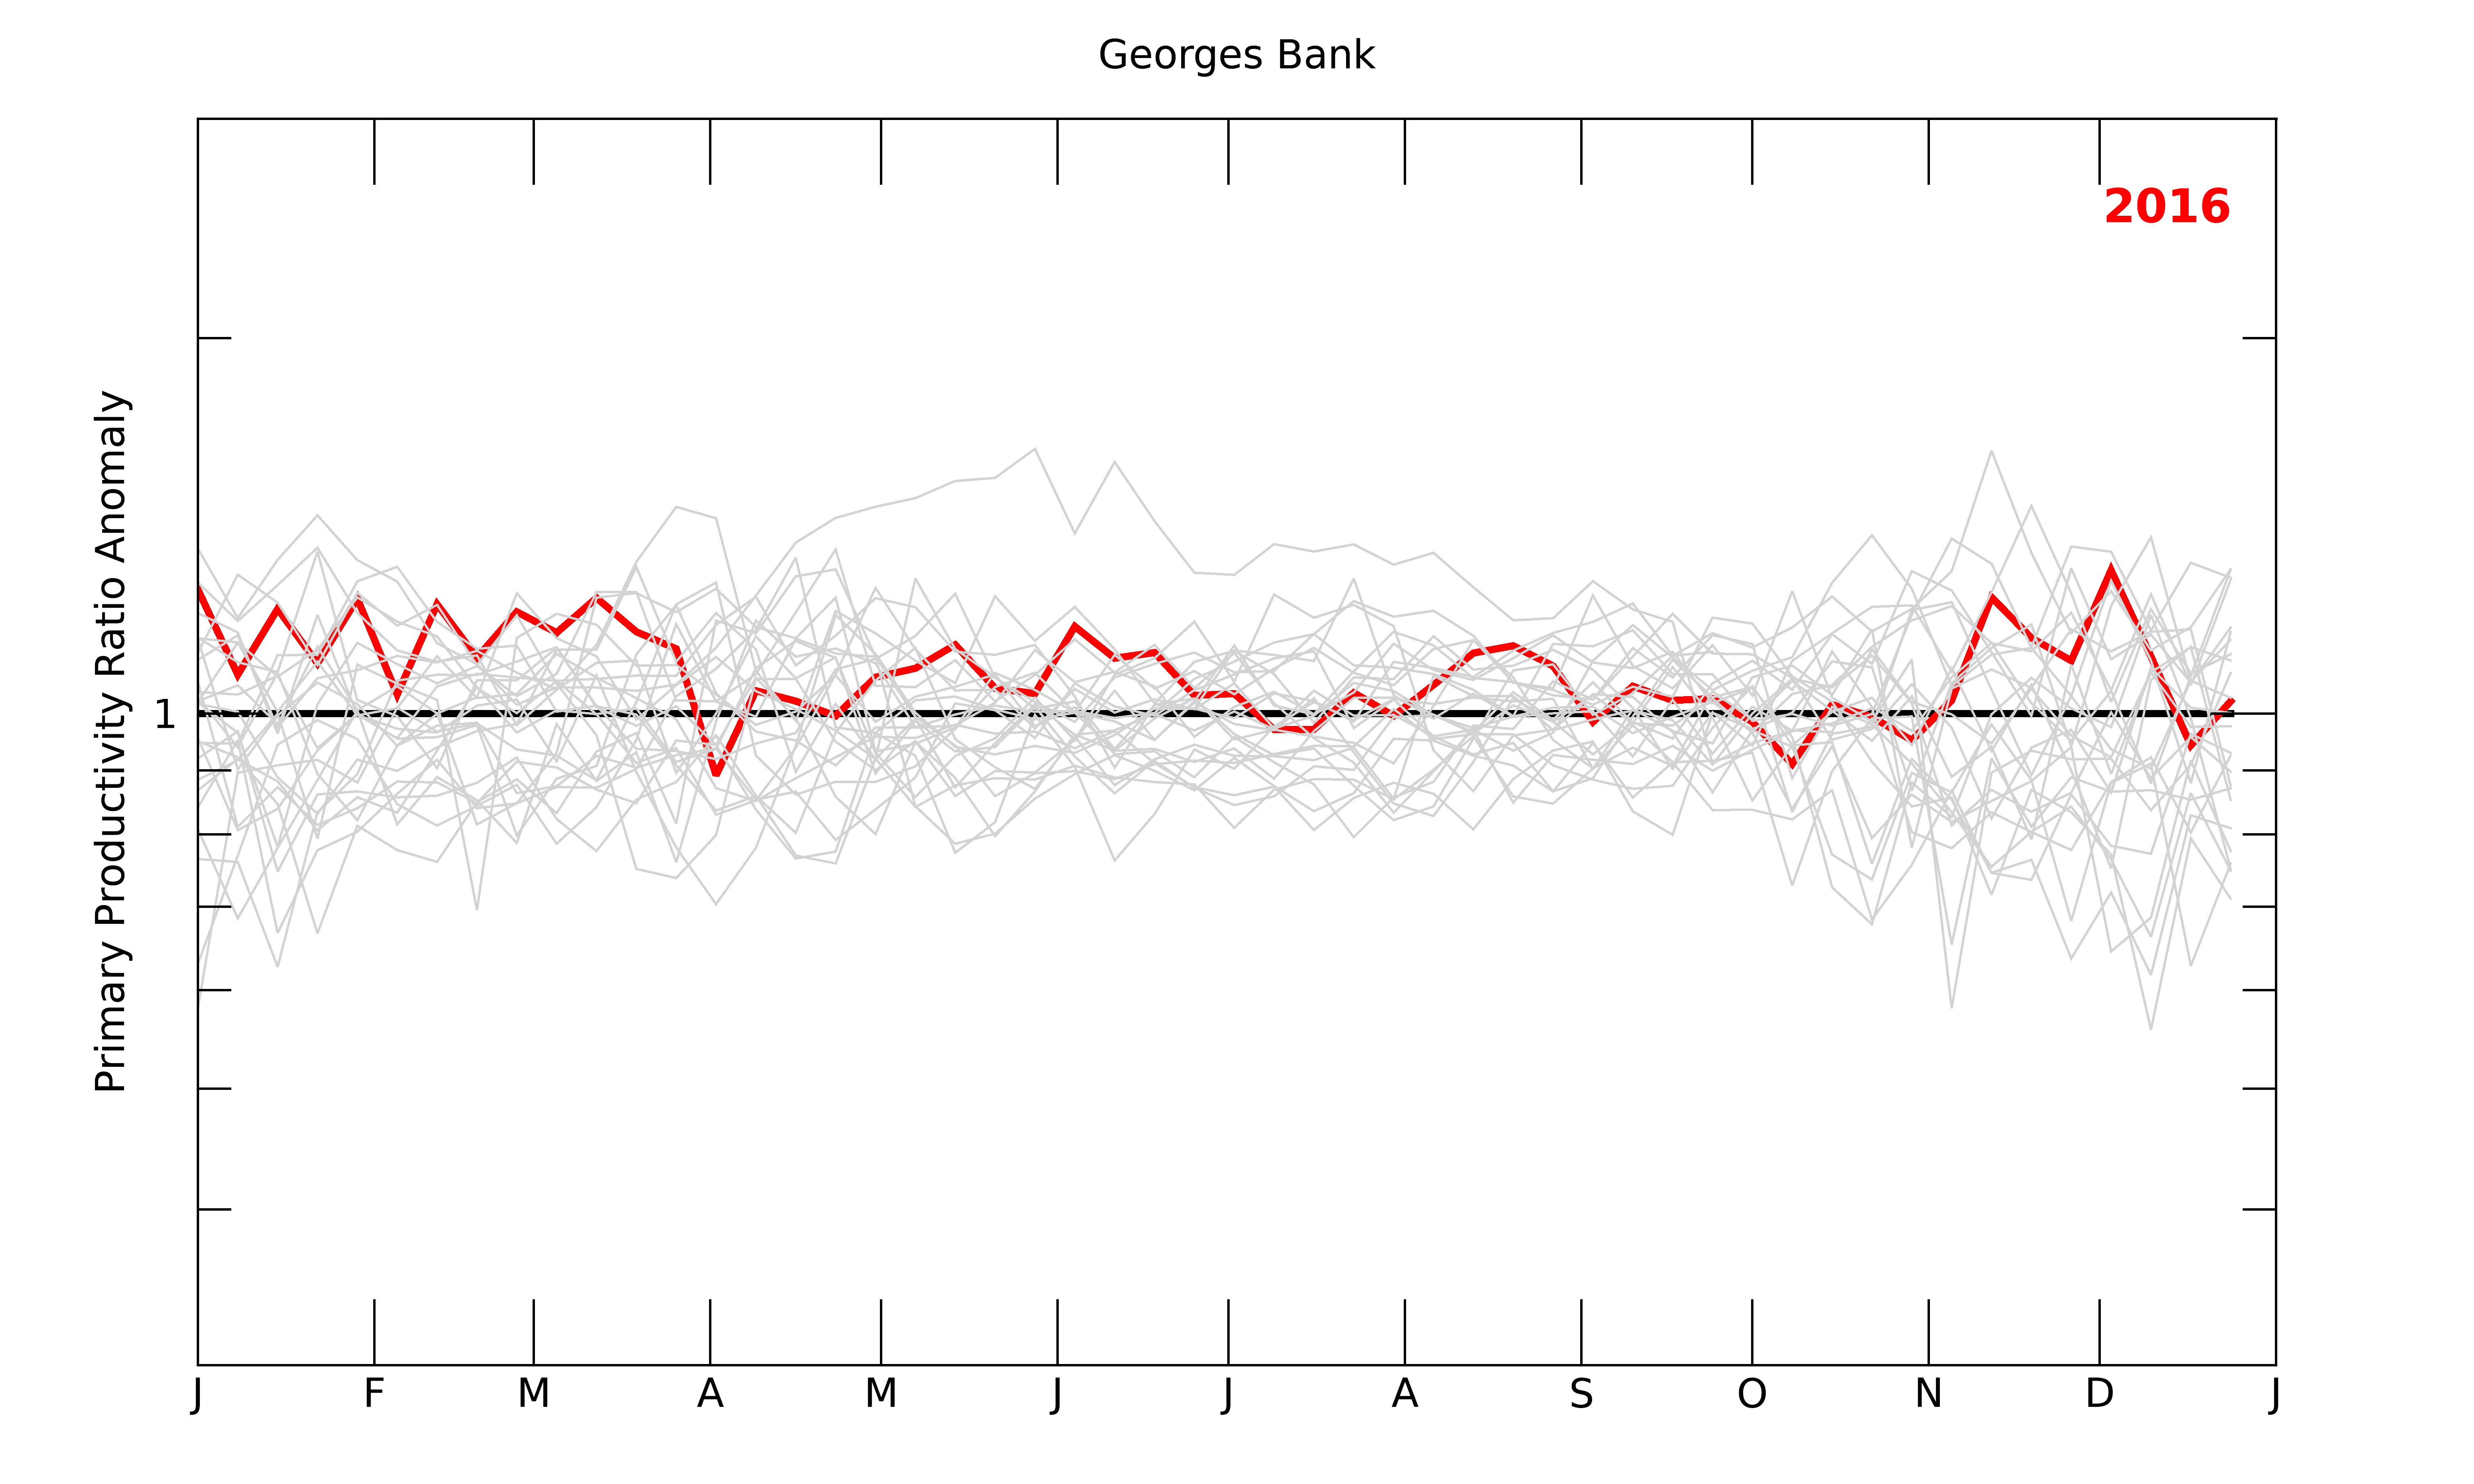 Georges Bank
2016
Primary Productivity Ratio Anomaly
1
J F M A M J J A S O N D J